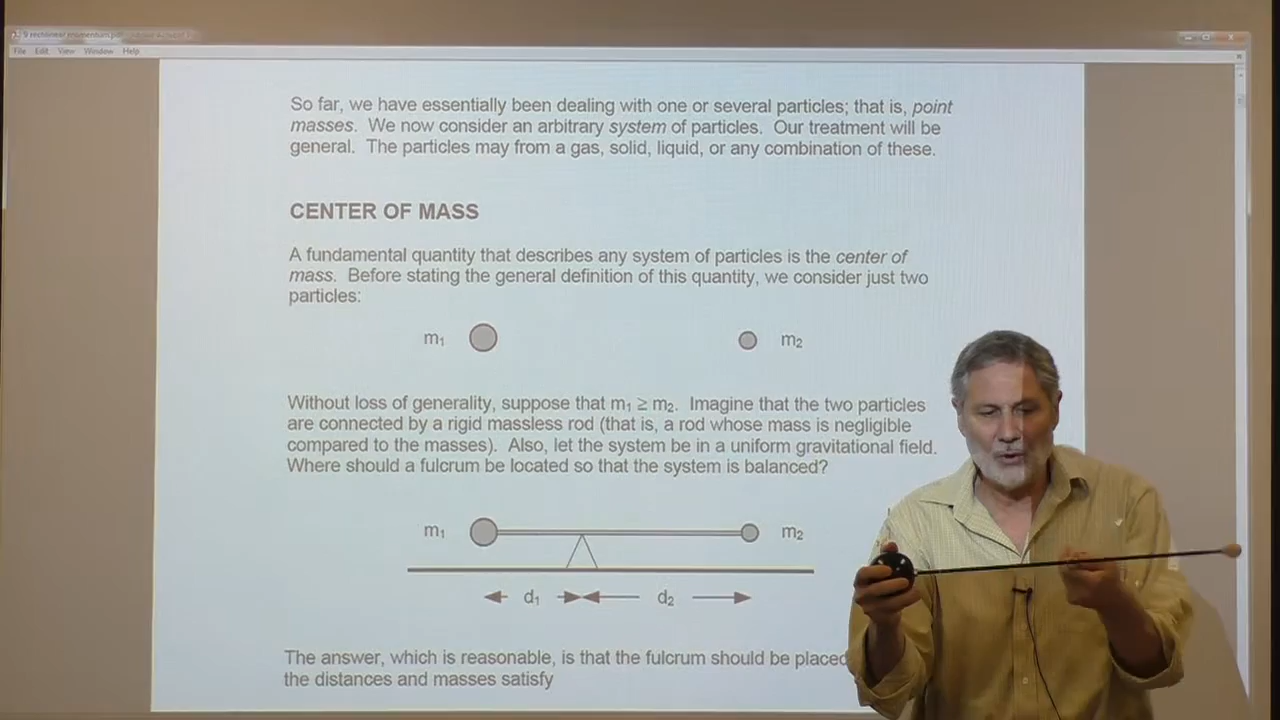 File Edit View Window Help
So far, we have essentially been dealing with one or several particles; that is, point
masses. We now consider an arbitrary system of particles. Our treatment will be
general. The particles may from a gas, solid, liquid, or any combination of these.
CENTER OF MASS
A fundamental quantity that describes any system of particles is the center of
mass. Before stating the general definition of this quantity, we consider just two
particles:
m₁ m₂
Without loss of generality, suppose that m₁ ≥ m₂. Imagine that the two particles
are connected by a rigid massless rod (that is, a rod whose mass is negligible
compared to the masses). Also, let the system be in a uniform gravitational field.
Where should a fulcrum be located so that the system is balanced?
m₁ m₂
d₁ d₂
The answer, which is reasonable, is that the fulcrum should be placed
the distances and masses satisfy